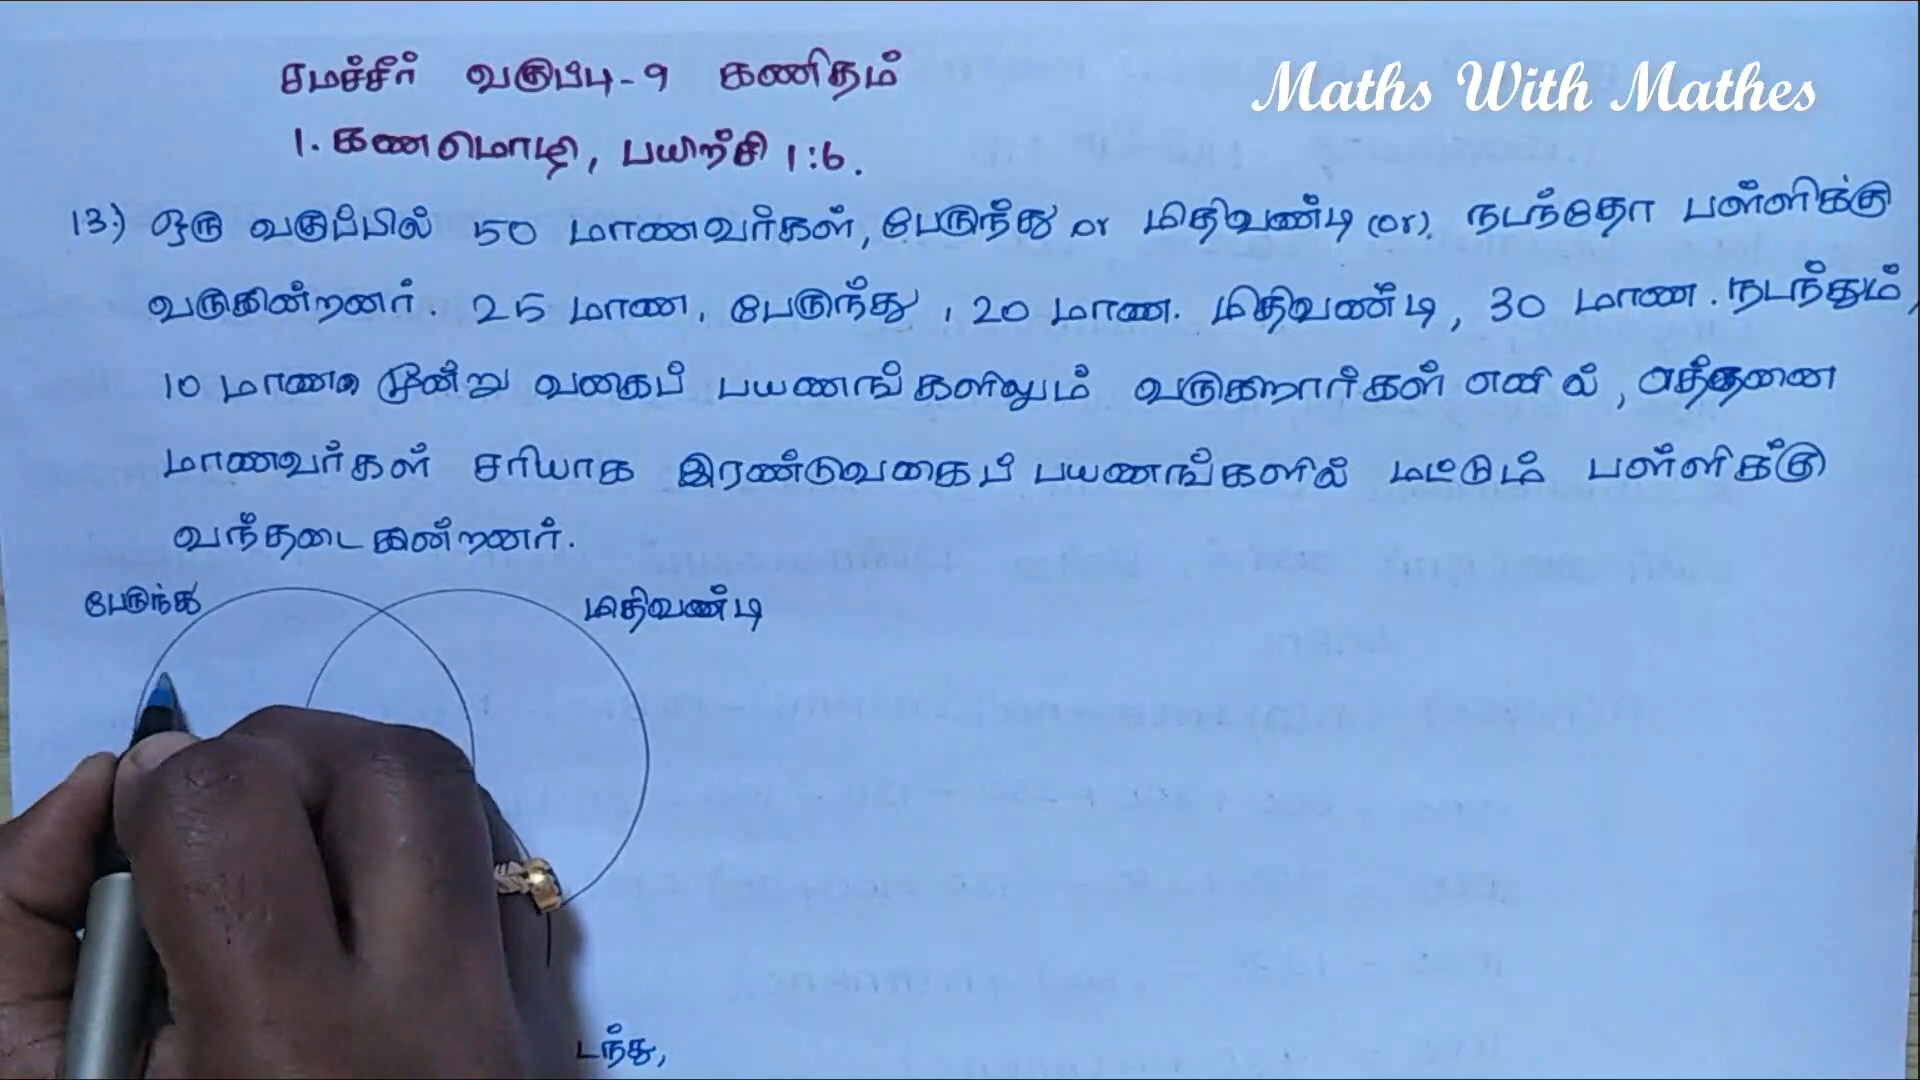 சமச்சீர் வகுப்பு - 9 கணிதம்
Maths With Mathes
1. கணமொழி, பயிற்சி 1:6.
13) ஒரு வகுப்பில் 50 மாணவர்கள், பேருந்து or மிதிவண்டி (or). நடந்தோ பள்ளிக்கு
வருகின்றனர். 25 மாண, பேருந்து, 20 மாண. மிதிவண்டி, 30 மாண. நடந்தும்,
10 மாண மூன்று வகைப் பயணங்களிலும் வருகிறார்கள் எனில், எத்தனை
மாணவர்கள் சரியாக இரண்டுவகைப் பயணங்களில் மட்டும் பள்ளிக்கு
வந்தடைகின்றனர்.
பேருந்து மிதிவண்டி
டந்து,